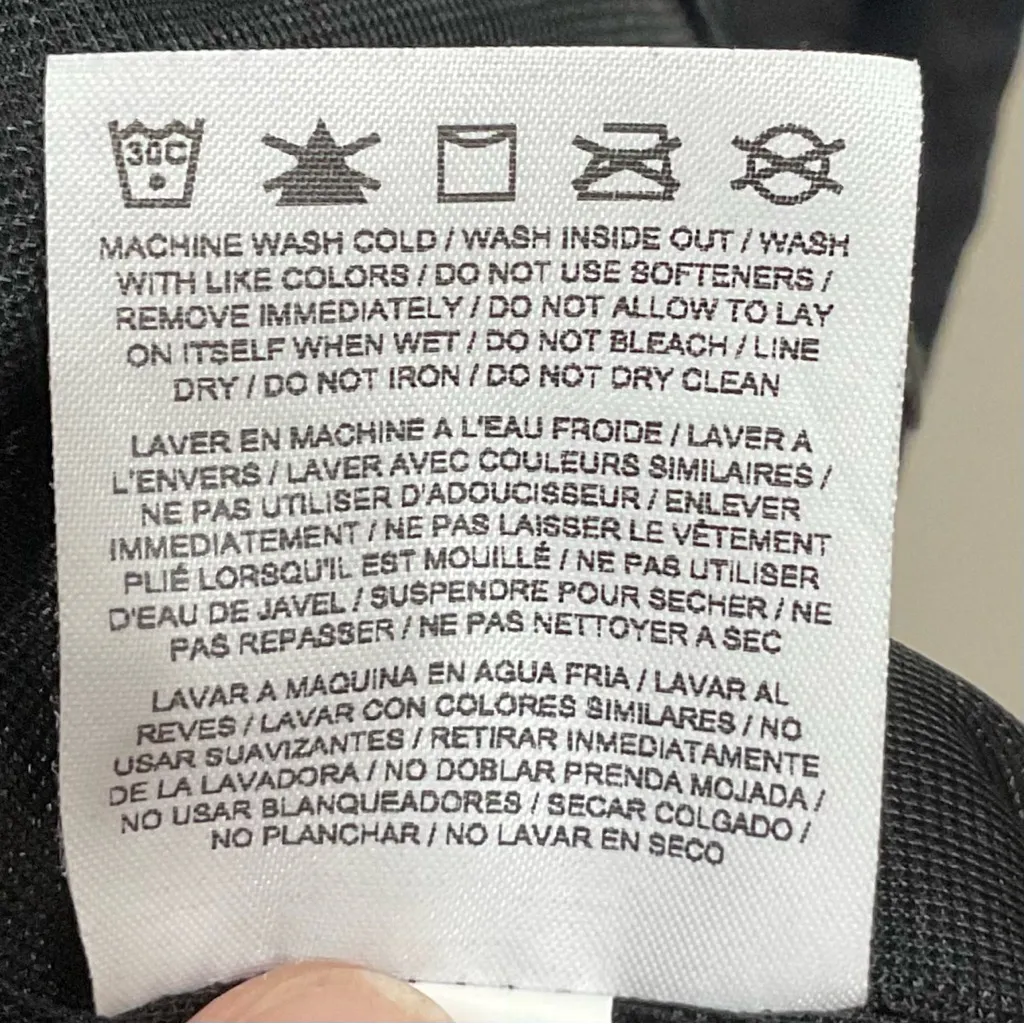 30C
MACHINE WASH COLD / WASH INSIDE OUT / WASH
WITH LIKE COLORS / DO NOT USE SOFTENERS /
REMOVE IMMEDIATELY / DO NOT ALLOW TO LAY
ON ITSELF WHEN WET / DO NOT BLEACH / LINE
DRY / DO NOT IRON / DO NOT DRY CLEAN
LAVER EN MACHINE A L'EAU FROIDE / LAVER A
L'ENVERS / LAVER AVEC COULEURS SIMILAIRES /
NE PAS UTILISER D'ADOUCISSEUR / ENLEVER
IMMEDIATEMENT / NE PAS LAISSER LE VÊTEMENT
PLIÉ LORSQU'IL EST MOUILLÉ / NE PAS UTILISER
D'EAU DE JAVEL / SUSPENDRE POUR SECHER / NE
PAS REPASSER / NE PAS NETTOYER A SEC
LAVAR A MAQUINA EN AGUA FRIA / LAVAR AL
REVES / LAVAR CON COLORES SIMILARES / NO
USAR SUAVIZANTES / RETIRAR INMEDIATAMENTE
DE LA LAVADORA / NO DOBLAR PRENDA MOJADA /
NO USAR BLANQUEADORES / SECAR COLGADO /
NO PLANCHAR / NO LAVAR EN SECO